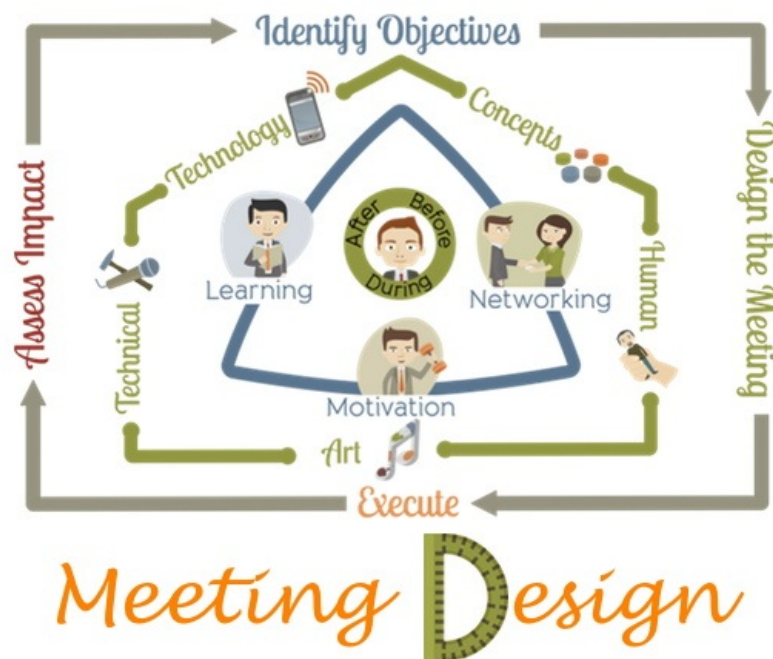 Identify Objectives
Technology
Concepts
Assess Impact
Design the Meeting
After
Before
During
Learning
Networking
Technical
Human
Motivation
Art
Execute
Meeting Design